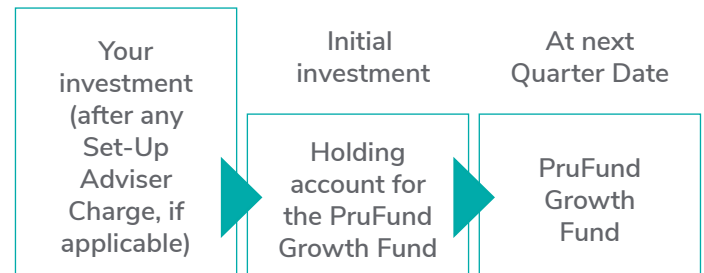 Your
investment
(after any
Set-Up
Adviser
Charge, if
applicable)
Initial
investment
Holding
account for
the PruFund
Growth Fund
At next
Quarter Date
PruFund
Growth
Fund